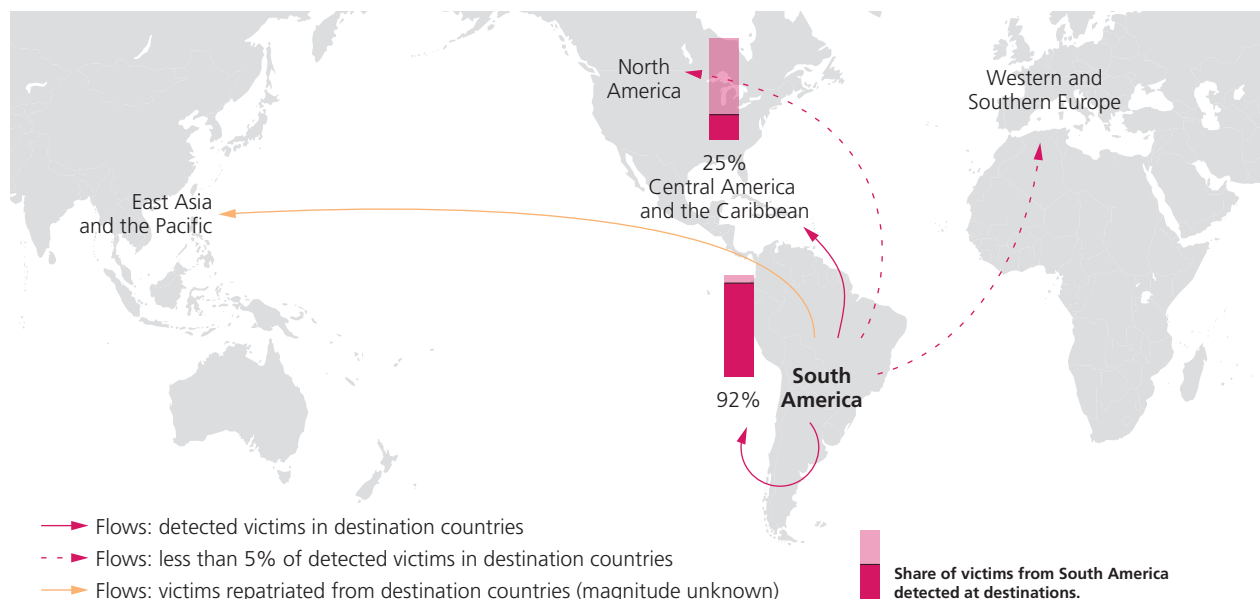 North
America
Western and
Southern Europe
25%
Central America
and the Caribbean
East Asia
and the Pacific
92%
South
America
Flows: detected victims in destination countries
Flows: less than 5% of detected victims in destination countries
Flows: victims repatriated from destination countries (magnitude unknown)
Share of victims from South America
detected at destinations.